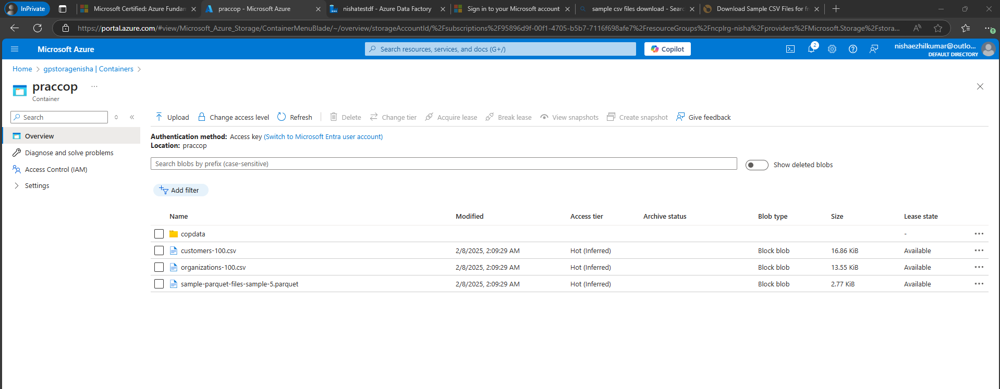 InPrivate
Microsoft Certified: Azure Fundan
praccop - Microsoft Azure
nishatestdf - Azure Data Factory
Sign in to your Microsoft account
sample csv files download - Searc
Download Sample CSV Files for fr
https://portal.azure.com/#view/Microsoft_Azure_Storage/ContainerMenuBlade/~/overview/storageAccountId/%2Fsubscriptions%2F95896d9f-00f1-4705-b5b7-7116f698afe7%2FresourceGroups%2Fncplrg-nisha%2Fproviders%2FMicrosoft.Storage%2Fstora...
Microsoft Azure
Search resources, services, and docs (G+/)
Copilot
2
nishaezhilkumar@outlo...
DEFAULT DIRECTORY
Home > gpstoragenisha | Containers >
praccop ...
Container
Search
Overview
Diagnose and solve problems
Access Control (IAM)
Settings
Upload Change access level Refresh Delete Change tier Acquire lease Break lease View snapshots Create snapshot Give feedback
Authentication method: Access key (Switch to Microsoft Entra user account)
Location: praccop
Search blobs by prefix (case-sensitive)
Show deleted blobs
Add filter
Name Modified Access tier Archive status Blob type Size Lease state
copdata - ...
customers-100.csv 2/8/2025, 2:09:29 AM Hot (Inferred) Block blob 16.86 KiB Available ...
organizations-100.csv 2/8/2025, 2:09:29 AM Hot (Inferred) Block blob 13.55 KiB Available ...
sample-parquet-files-sample-5.parquet 2/8/2025, 2:09:29 AM Hot (Inferred) Block blob 2.77 KiB Available ...